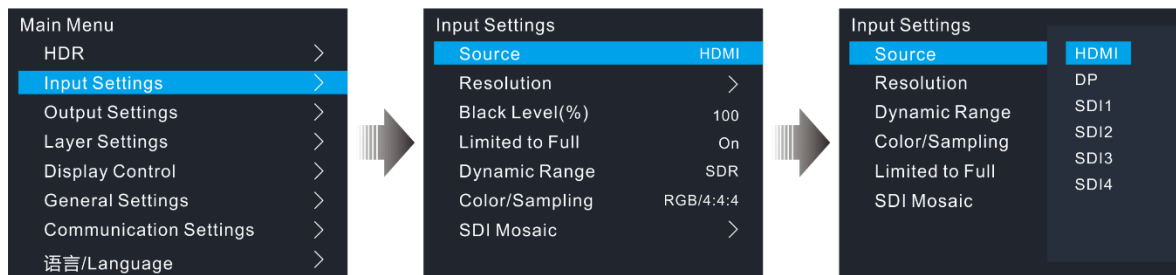 Main Menu
HDR
Input Settings
Output Settings
Layer Settings
Display Control
General Settings
Communication Settings
语言/Language
Input Settings
Source HDMI
Resolution
Black Level(%) 100
Limited to Full On
Dynamic Range SDR
Color/Sampling RGB/4:4:4
SDI Mosaic
Input Settings
Source
Resolution
Dynamic Range
Color/Sampling
Limited to Full
SDI Mosaic
HDMI
DP
SDI1
SDI2
SDI3
SDI4